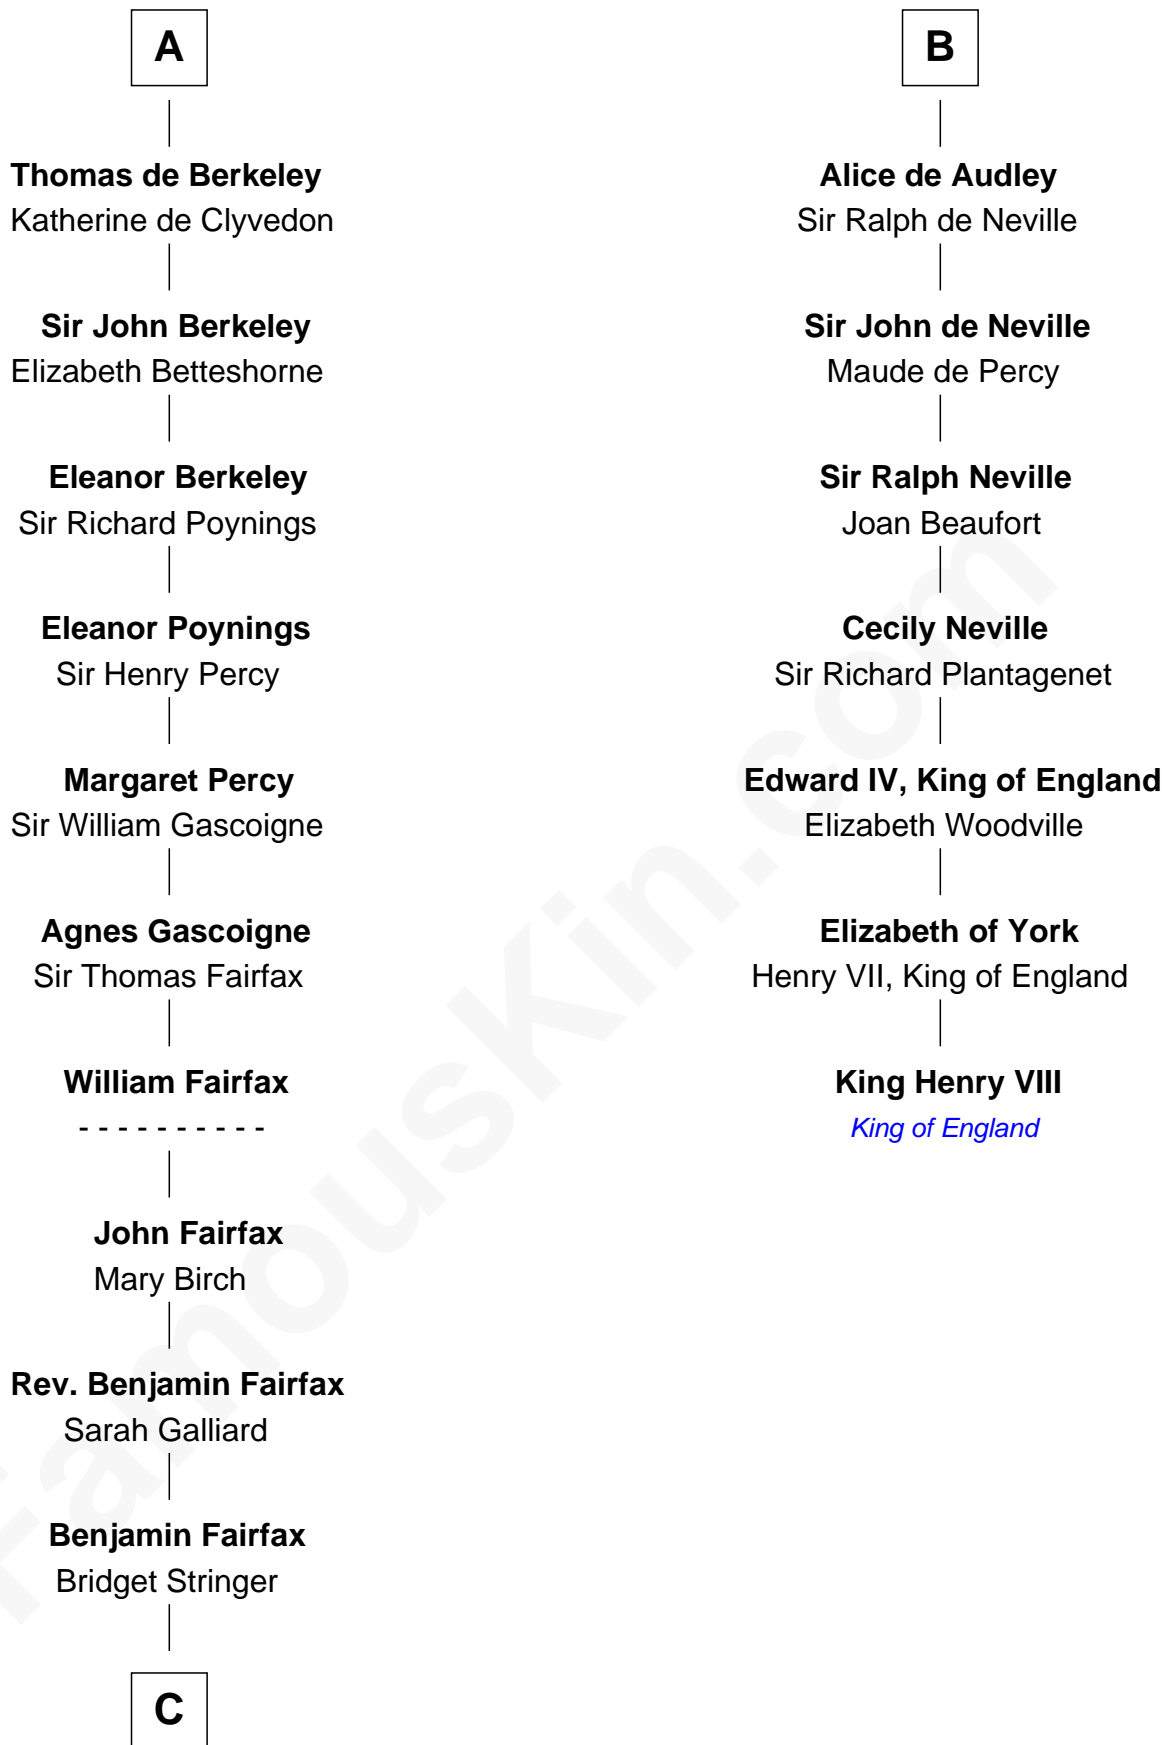 A
Thomas de Berkeley
Katherine de Clyvedon
Sir John Berkeley
Elizabeth Betteshorne
Eleanor Berkeley
Sir Richard Poynings
Eleanor Poynings
Sir Henry Percy
Margaret Percy
Sir William Gascoigne
Agnes Gascoigne
Sir Thomas Fairfax
William Fairfax
- - - - - - - - - -
John Fairfax
Mary Birch
Rev. Benjamin Fairfax
Sarah Galliard
Benjamin Fairfax
Bridget Stringer
C
B
Alice de Audley
Sir Ralph de Neville
Sir John de Neville
Maude de Percy
Sir Ralph Neville
Joan Beaufort
Cecily Neville
Sir Richard Plantagenet
Edward IV, King of England
Elizabeth Woodville
Elizabeth of York
Henry VII, King of England
King Henry VIII
King of England
FamousKin.com